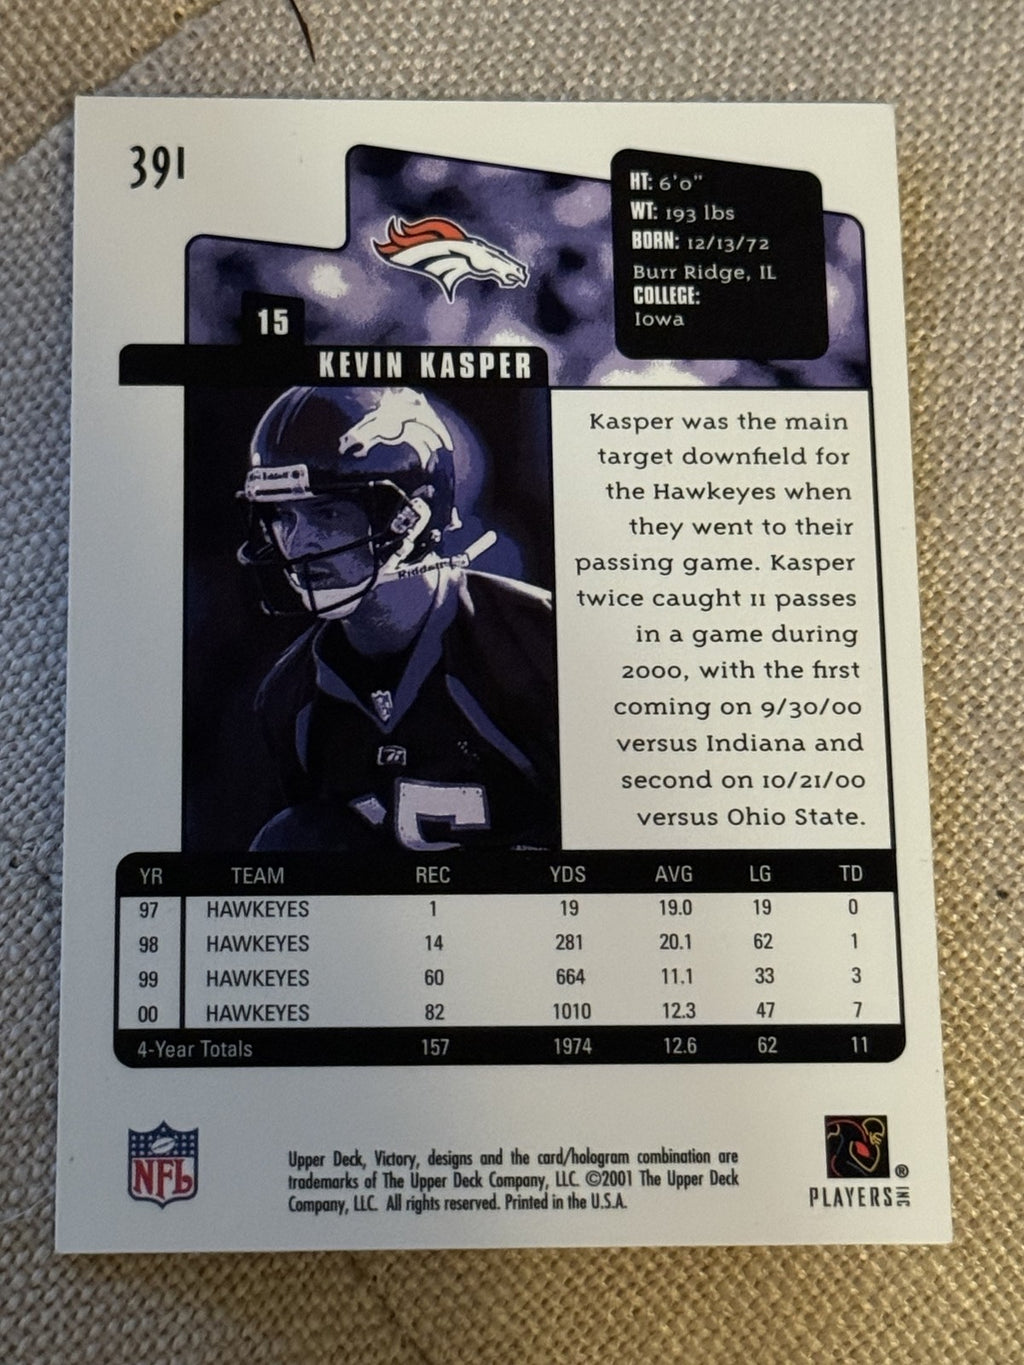 391
HT: 6'0"
WT: 193 lbs
BORN: 12/13/72
Burr Ridge, IL
COLLEGE:
Iowa
15
KEVIN KASPER
Riddell
Riddell
Kasper was the main
target downfield for
the Hawkeyes when
they went to their
passing game. Kasper
twice caught 11 passes
in a game during
2000, with the first
coming on 9/30/00
versus Indiana and
second on 10/21/00
versus Ohio State.
YR TEAM REC YDS AVG LG TD
97 HAWKEYES 1 19 19.0 19 0
98 HAWKEYES 14 281 20.1 62 1
99 HAWKEYES 60 664 11.1 33 3
00 HAWKEYES 82 1010 12.3 47 7
4-Year Totals 157 1974 12.6 62 11
NFL
Upper Deck, Victory, designs and the card/hologram combination are
trademarks of The Upper Deck Company, LLC. ©2001 The Upper Deck
Company, LLC. All rights reserved. Printed in the U.S.A.
®
PLAYERS INC